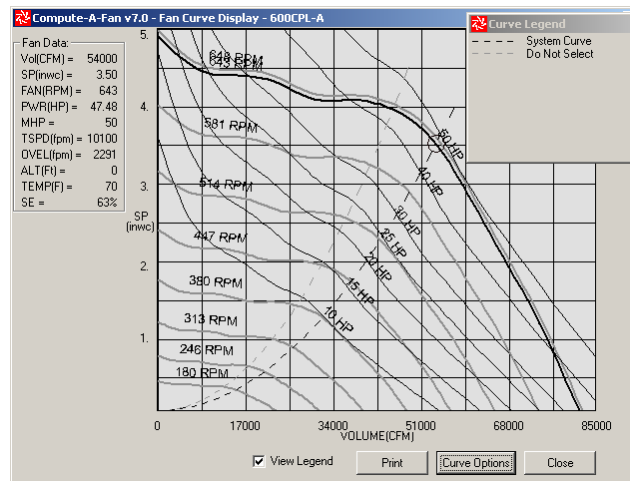 Compute-A-Fan v7.0 - Fan Curve Display - 600CPL-A
Curve Legend
System Curve
Do Not Select
Fan Data:
Vol(CFM) = 54000
SP(inwc) = 3.50
FAN(RPM) = 643
PWR(HP) = 47.48
MHP = 50
TSPD(fpm) = 10100
OVEL(fpm) = 2291
ALT(Ft) = 0
TEMP(F) = 70
SE = 63%
5.
4.
3.
SP
(inwc)
2.
1.
648 RPM
643 RPM
581 RPM
514 RPM
447 RPM
380 RPM
313 RPM
246 RPM
180 RPM
50 HP
40 HP
30 HP
25 HP
20 HP
15 HP
10 HP
0 17000 34000 51000 68000 85000
VOLUME(CFM)
View Legend Print Curve Options Close